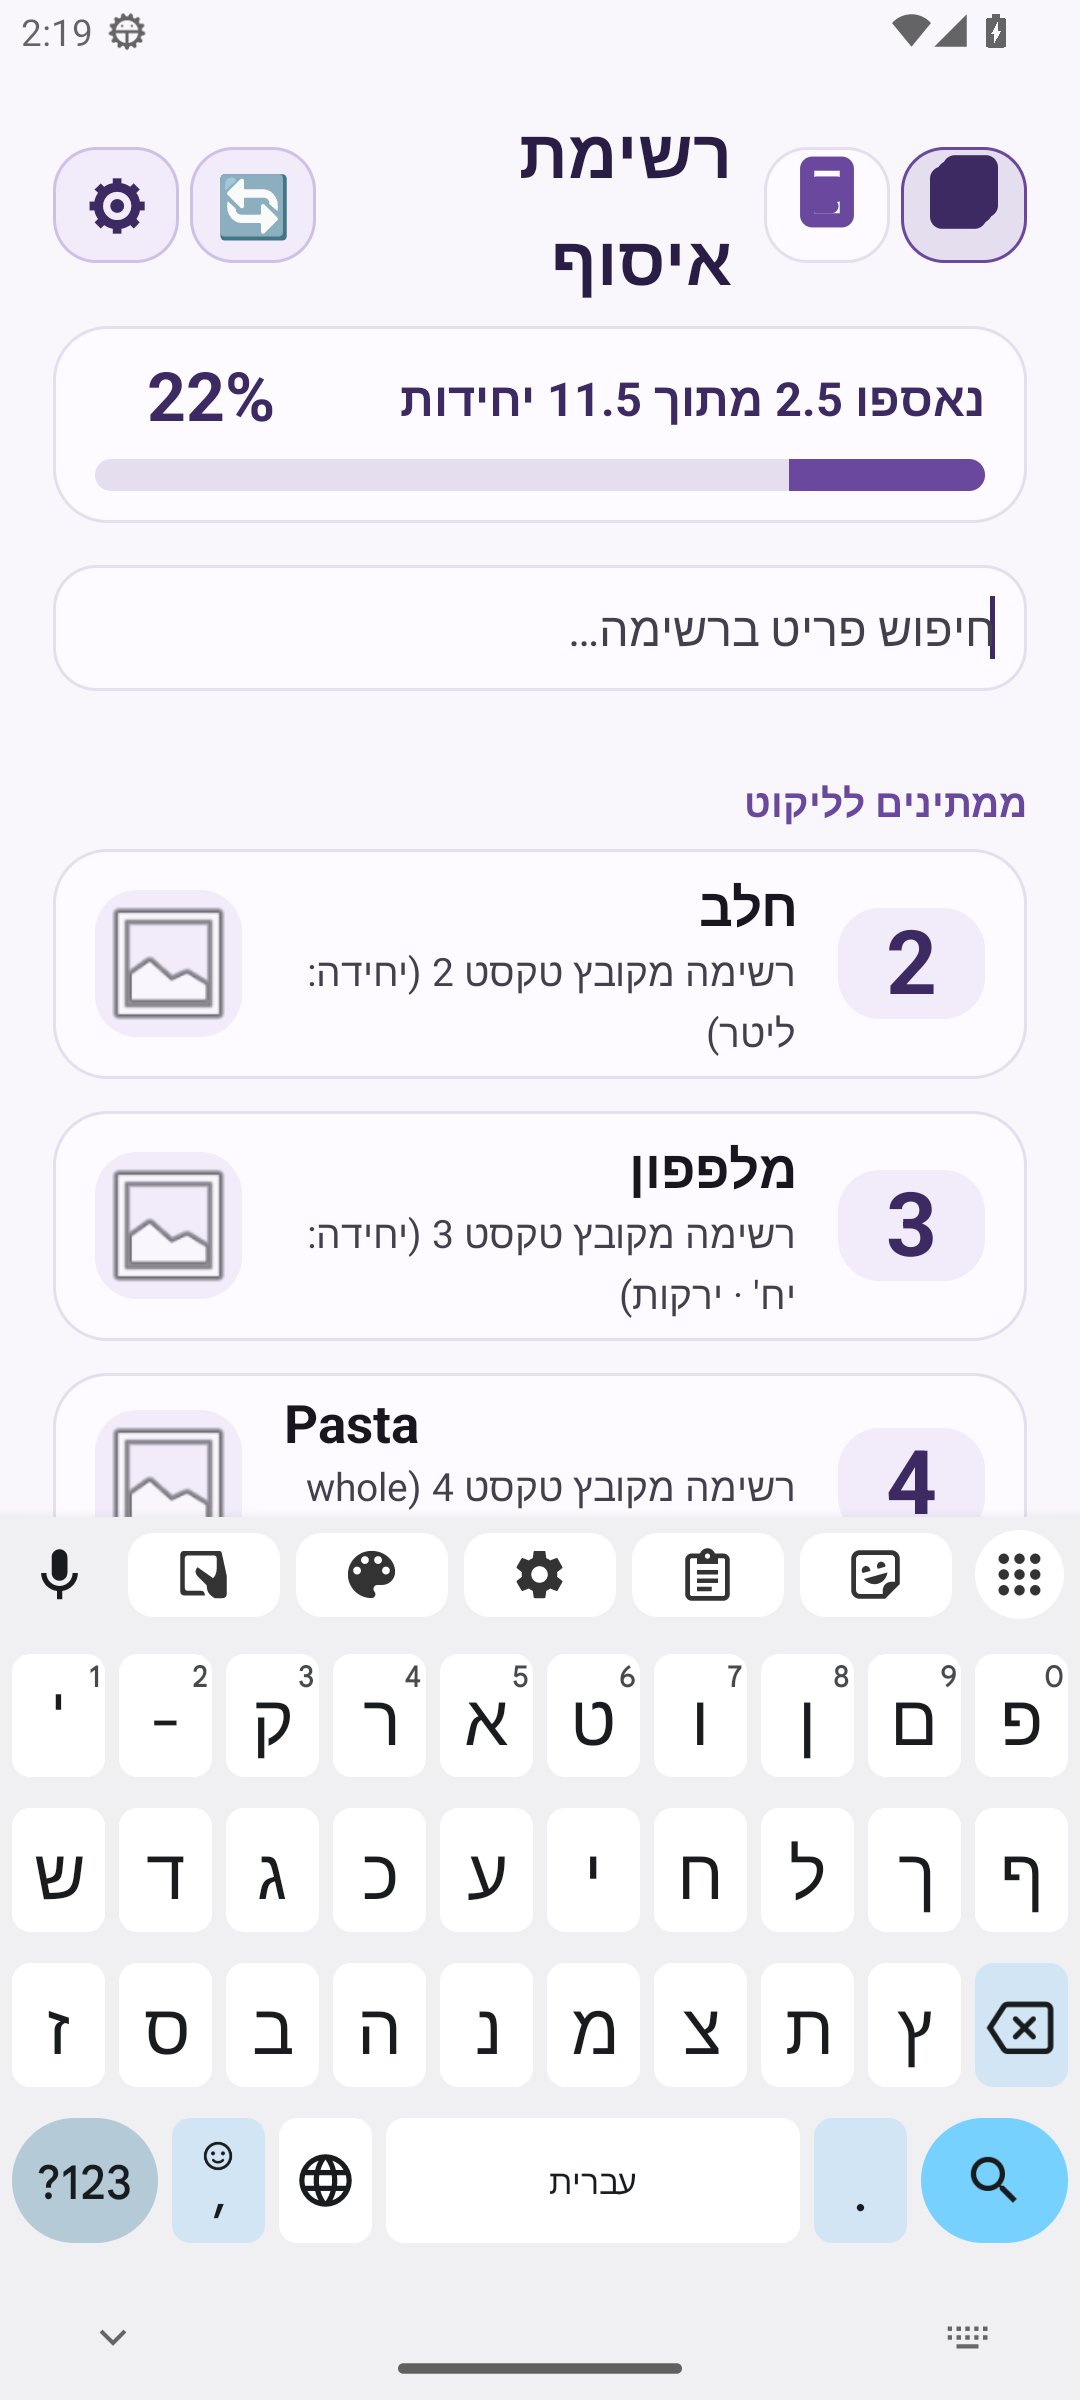 2:19
רשימת
איסוף
נאספו 2.5 מתוך 11.5 יחידות
22%
חיפוש פריט ברשימה...
ממתינים לליקוט
2
חלב
רשימה מקובץ טקסט 2 (יחידה:
ליטר)
3
מלפפון
רשימה מקובץ טקסט 3 (יחידה:
יח' · ירקות)
4
Pasta
רשימה מקובץ טקסט 4 (whole
1 2 3 4 5 6 7 8 9 0
' - ק ר א ט ו ן ם פ
ש ד ג כ ע י ח ל ך ף
ז ס ב ה נ מ צ ת ץ
?123 , עברית .